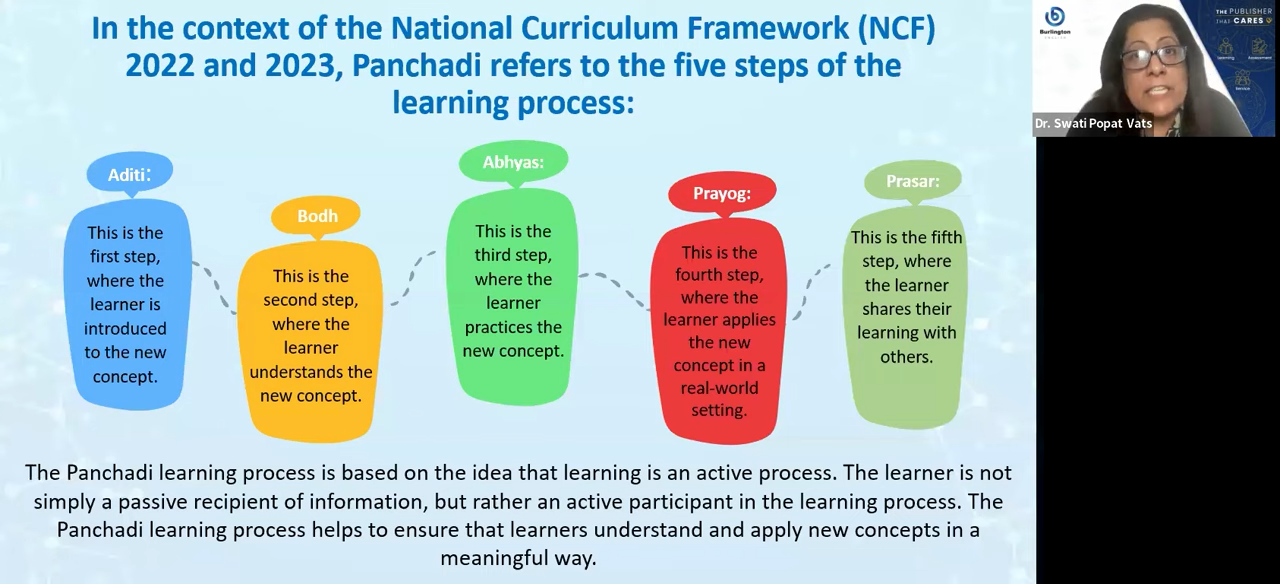 In the context of the National Curriculum Framework (NCF)
2022 and 2023, Panchadi refers to the five steps of the
learning process:
Aditi:
This is the
first step,
where the
learner is
introduced
to the new
concept.
Bodh
This is the
second step,
where the
learner
understands the
new concept.
Abhyas:
This is the
third step,
where the
learner
practices the
new concept.
Prayog:
This is the
fourth step,
where the
learner applies
the new
concept in a
real-world
setting.
Prasar:
This is the fifth
step, where
the learner
shares their
learning with
others.
The Panchadi learning process is based on the idea that learning is an active process. The learner is not
simply a passive recipient of information, but rather an active participant in the learning process. The
Panchadi learning process helps to ensure that learners understand and apply new concepts in a
meaningful way.
Burlington
THE PUBLISHER
THAT CARES
Learning
Assessment
Service
Dr. Swati Popat Vats